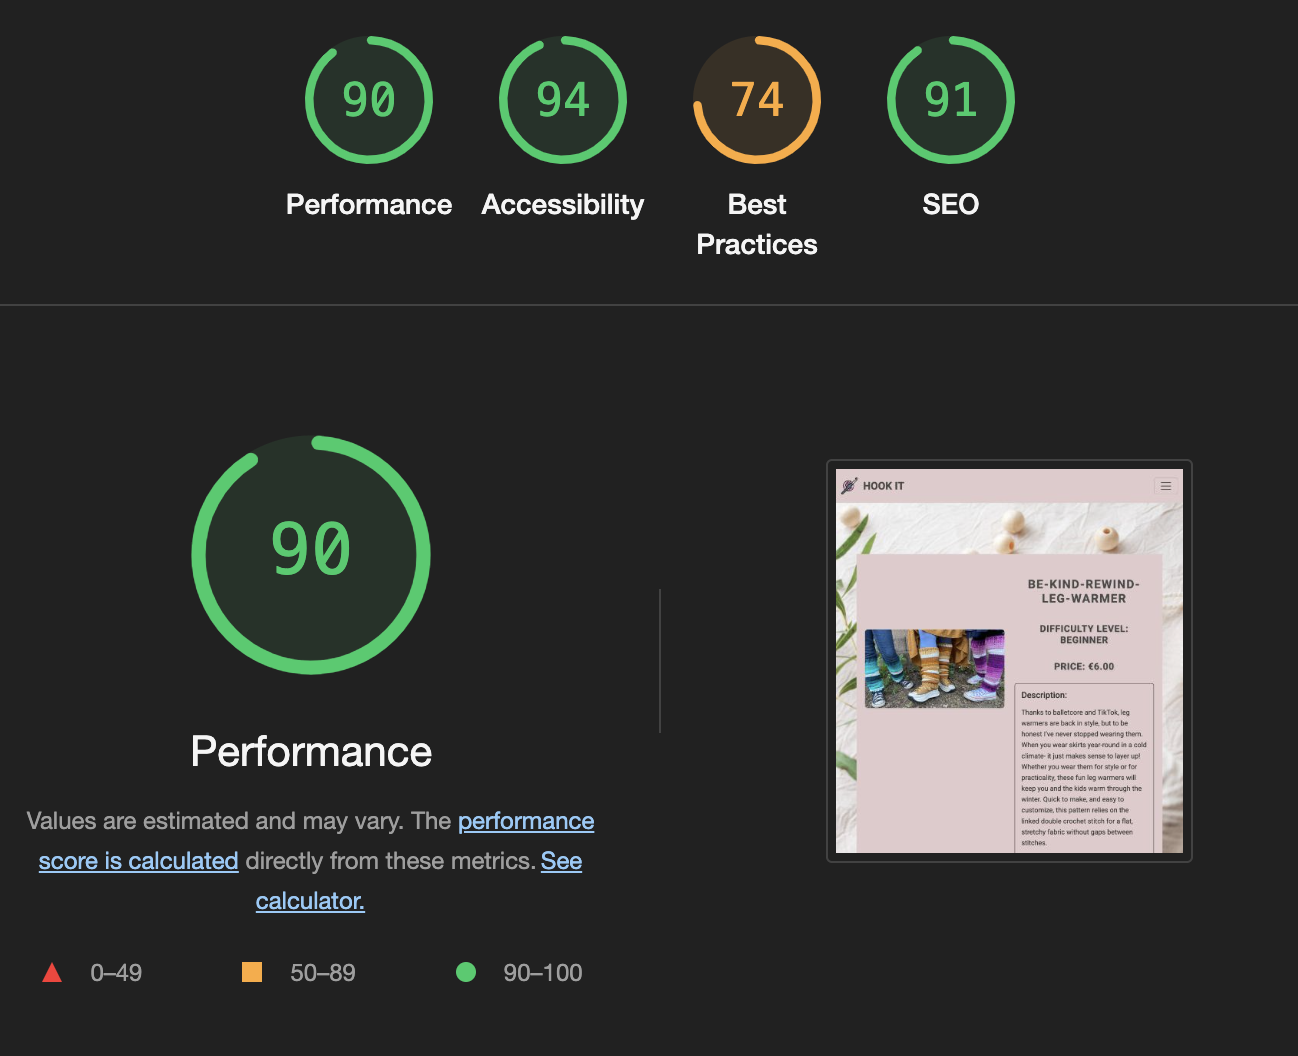 90
94
74
91
Performance
Accessibility
Best
Practices
SEO
90
Performance
Values are estimated and may vary. The performance
score is calculated directly from these metrics. See
calculator.
0–49
50–89
90–100
HOOK IT
BE-KIND-REWIND-
LEG-WARMER
DIFFICULTY LEVEL:
BEGINNER
PRICE: €6.00
Description:
Thanks to balletcore and TikTok, leg
warmers are back in style, but to be
honest I've never stopped wearing them.
When you wear skirts year-round in a cold
climate- it just makes sense to layer up!
Whether you wear them for style or for
practicality, these fun leg warmers will
keep you and the kids warm through the
winter. Quick to make, and easy to
customize, this pattern relies on the
linked double crochet stitch for a flat,
stretchy fabric without gaps between
stitches.